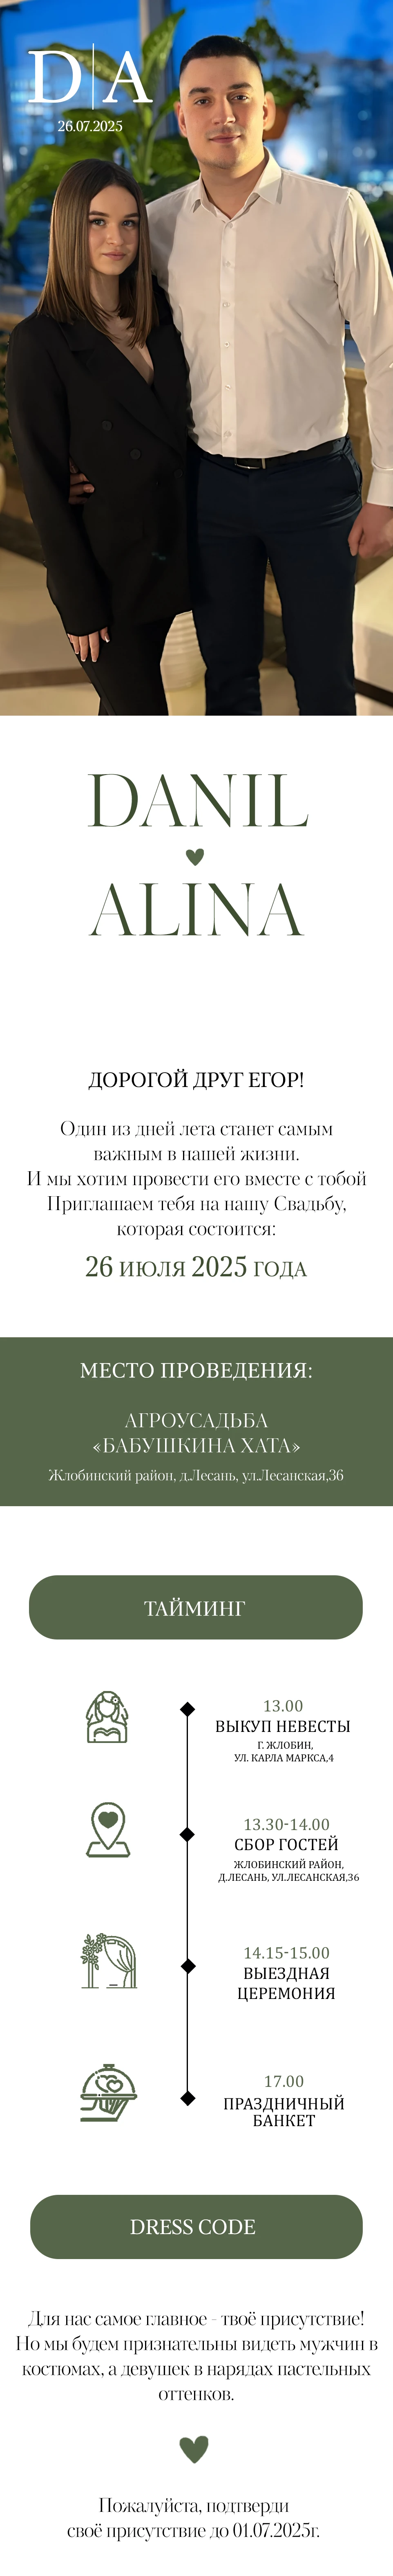 D|A
26.07.2025
DANIL
ALINA
ДОРОГОЙ ДРУГ ЕГОР!
Один из дней лета станет самым
важным в нашей жизни.
И мы хотим провести его вместе с тобой
Приглашаем тебя на нашу Свадьбу,
которая состоится:
26 ИЮЛЯ 2025 ГОДА
МЕСТО ПРОВЕДЕНИЯ:
АГРОУСАДЬБА
«БАБУШКИНА ХАТА»
Жлобинский район, д.Лесань, ул.Лесанская,36
ТАЙМИНГ
13.00
ВЫКУП НЕВЕСТЫ
Г. ЖЛОБИН,
УЛ. КАРЛА МАРКСА,4
13.30-14.00
СБОР ГОСТЕЙ
ЖЛОБИНСКИЙ РАЙОН,
Д.ЛЕСАНЬ, УЛ.ЛЕСАНСКАЯ,36
14.15-15.00
ВЫЕЗДНАЯ
ЦЕРЕМОНИЯ
17.00
ПРАЗДНИЧНЫЙ
БАНКЕТ
DRESS CODE
Для нас самое главное - твоё присутствие!
Но мы будем признательны видеть мужчин в
костюмах, а девушек в нарядах пастельных
оттенков.
Пожалуйста, подтверди
своё присутствие до 01.07.2025г.